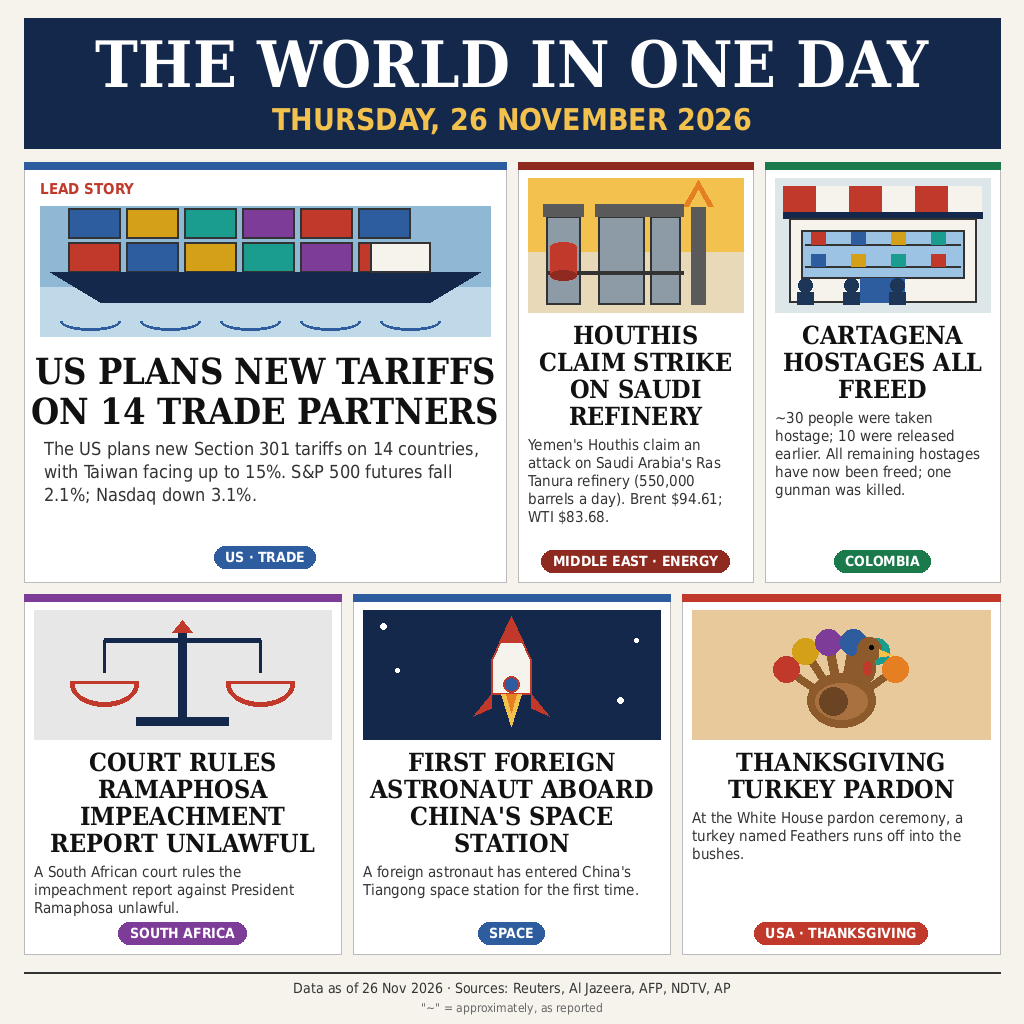 THE WORLD IN ONE DAY
THURSDAY, 26 NOVEMBER 2026
LEAD STORY
US PLANS NEW TARIFFS
ON 14 TRADE PARTNERS
The US plans new Section 301 tariffs on 14 countries,
with Taiwan facing up to 15%. S&P 500 futures fall
2.1%; Nasdaq down 3.1%.
US · TRADE
HOUTHIS
CLAIM STRIKE
ON SAUDI
REFINERY
Yemen's Houthis claim an
attack on Saudi Arabia's Ras
Tanura refinery (550,000
barrels a day). Brent $94.61;
WTI $83.68.
MIDDLE EAST · ENERGY
CARTAGENA
HOSTAGES ALL
FREED
~30 people were taken
hostage; 10 were released
earlier. All remaining hostages
have now been freed; one
gunman was killed.
COLOMBIA
COURT RULES
RAMAPHOSA
IMPEACHMENT
REPORT UNLAWFUL
A South African court rules the
impeachment report against President
Ramaphosa unlawful.
SOUTH AFRICA
FIRST FOREIGN
ASTRONAUT ABOARD
CHINA'S SPACE
STATION
A foreign astronaut has entered China's
Tiangong space station for the first time.
SPACE
THANKSGIVING
TURKEY PARDON
At the White House pardon ceremony, a
turkey named Feathers runs off into the
bushes.
USA · THANKSGIVING
Data as of 26 Nov 2026 · Sources: Reuters, Al Jazeera, AFP, NDTV, AP
"~" = approximately, as reported